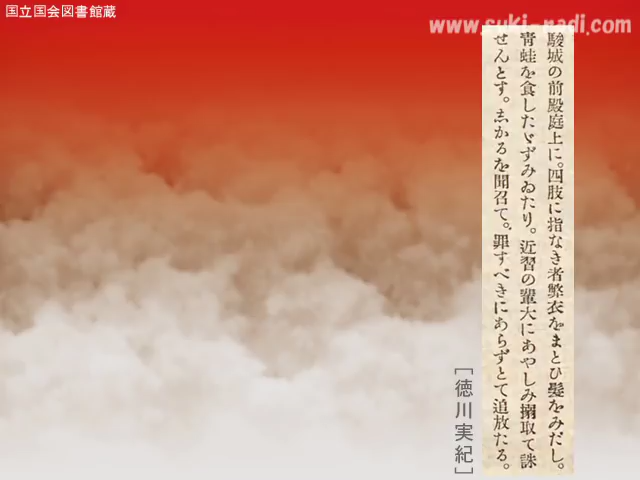 国立国会図書館蔵
www.suki-nadi.com
駿城の前殿庭上に。四肢に指なき者弊衣をまとひ髪をみだし。
青蛙を食したゝずみゐたり。近習の輩大にあやしみ搦取て誅
せんとす。志かるを聞召て。罪すべきにあらずとて追放たる。
［徳川実紀］